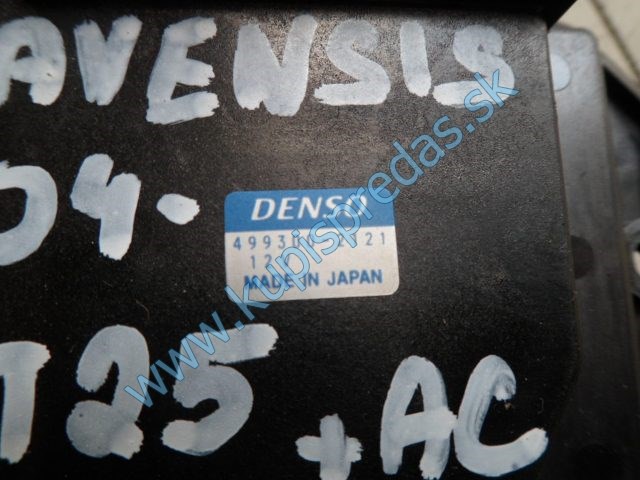 AVENSIS
04-
DENSO
MADE IN JAPAN
T25
+AC
www.kupispredas.sk